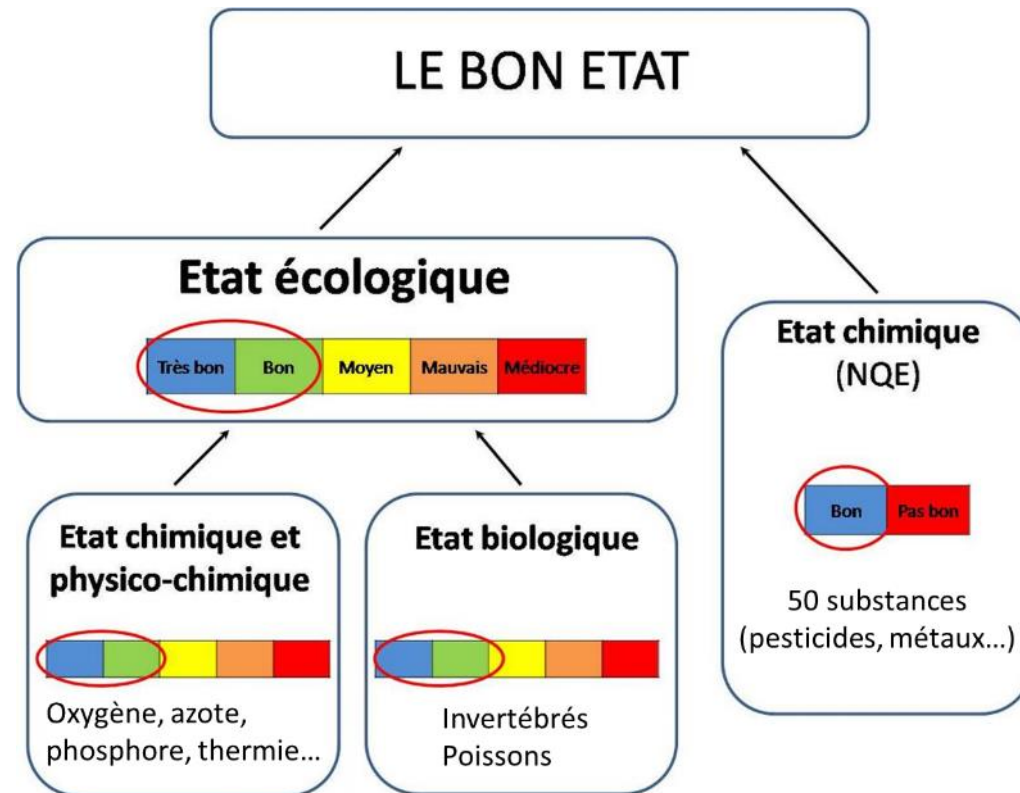 LE BON ETAT
Etat écologique
Très bon Bon Moyen Mauvais Médiocre
Etat chimique
(NQE)
Bon Pas bon
50 substances
(pesticides, métaux...)
Etat chimique et
physico-chimique
Oxygène, azote,
phosphore, thermie...
Etat biologique
Invertébrés
Poissons